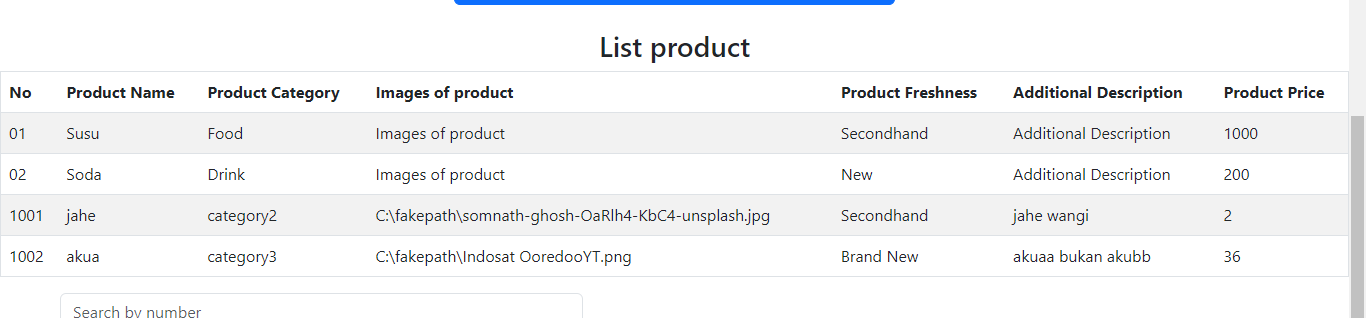 List product
No Product Name Product Category Images of product Product Freshness Additional Description Product Price
01 Susu Food Images of product Secondhand Additional Description 1000
02 Soda Drink Images of product New Additional Description 200
1001 jahe category2 C:\fakepath\somnath-ghosh-OaRlh4-KbC4-unsplash.jpg Secondhand jahe wangi 2
1002 akua category3 C:\fakepath\Indosat OoredooYT.png Brand New akuaa bukan akubb 36
Search by number